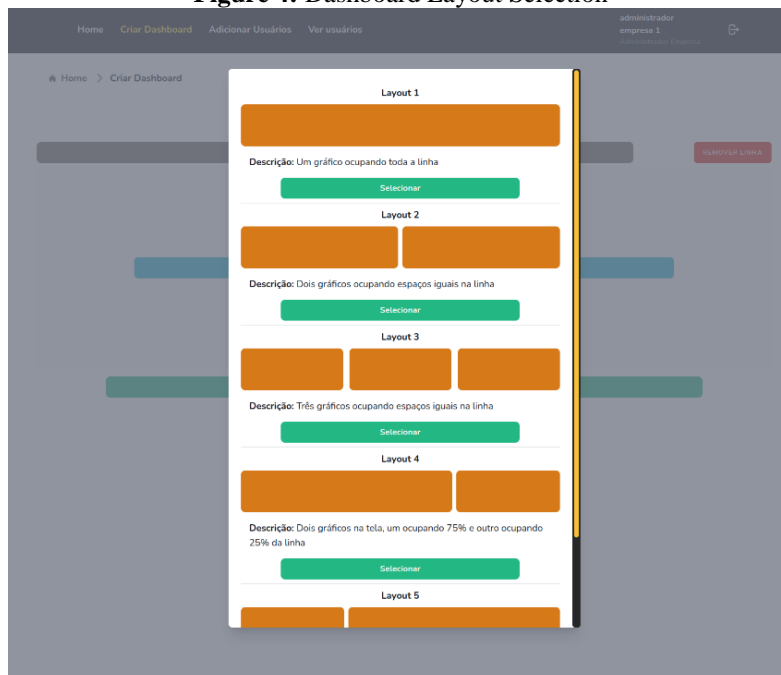 Figure 4. Dashboard Layout Selection
Home Criar Dashboard Adicionar Usuários Ver usuários
administrador
empresa 1
Administrador Empresa
Home > Criar Dashboard
REMOVER LINHA
Layout 1
Descrição: Um gráfico ocupando toda a linha
Selecionar
Layout 2
Descrição: Dois gráficos ocupando espaços iguais na linha
Selecionar
Layout 3
Descrição: Três gráficos ocupando espaços iguais na linha
Selecionar
Layout 4
Descrição: Dois gráficos na tela, um ocupando 75% e outro ocupando
25% da linha
Selecionar
Layout 5